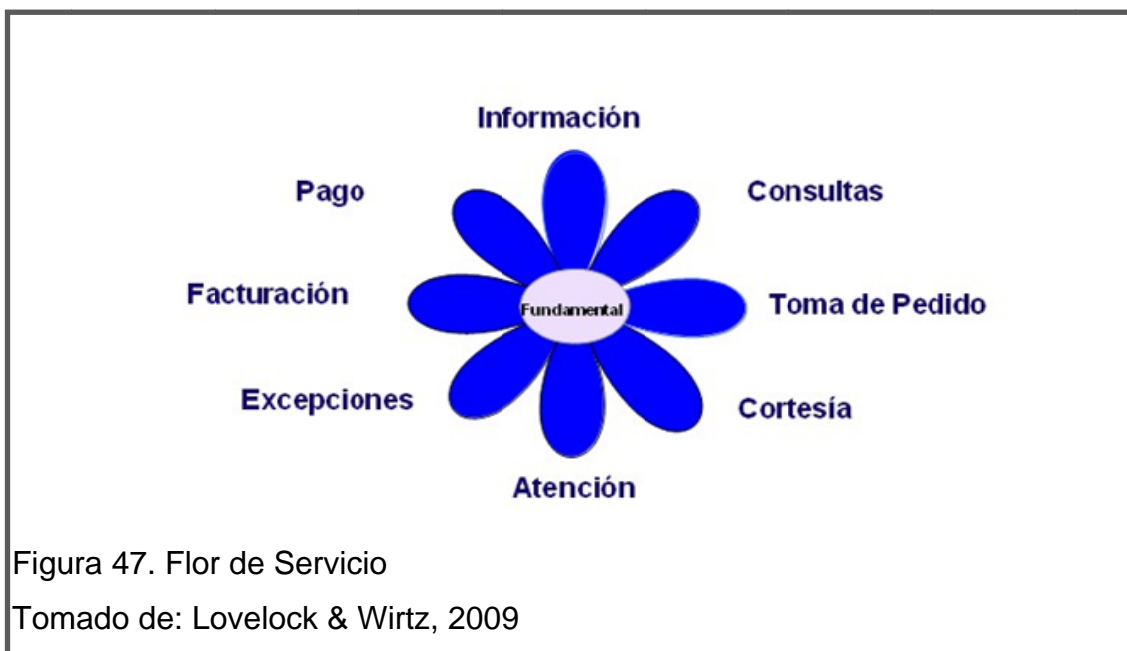 Información
Pago
Consultas
Facturación
Fundamental
Toma de Pedido
Excepciones
Cortesía
Atención
Figura 47. Flor de Servicio
Tomado de: Lovelock & Wirtz, 2009